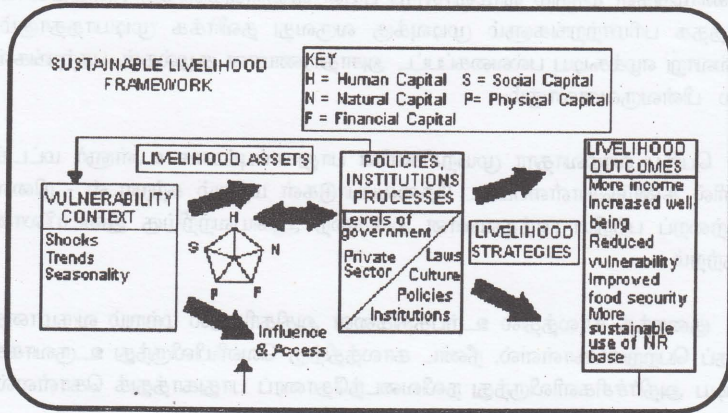 SUSTAINABLE LIVELIHOOD
FRAMEWORK
KEY
H = Human Capital S = Social Capital
N = Natural Capital P= Physical Capital
F = Financial Capital
LIVELIHOOD ASSETS
VULNERABILITY
CONTEXT
Shocks
Trends
Seasonality
H
S
N
P
F
Influence
& Access
POLICIES,
INSTITUTIONS
PROCESSES
Levels of
government
Private
Sector
Laws
Culture
Policies
Institutions
LIVELIHOOD
STRATEGIES
LIVELIHOOD
OUTCOMES
More income
Increased well
being
Reduced
vulnerability
Improved
food security
More
sustainable
use of NR
base